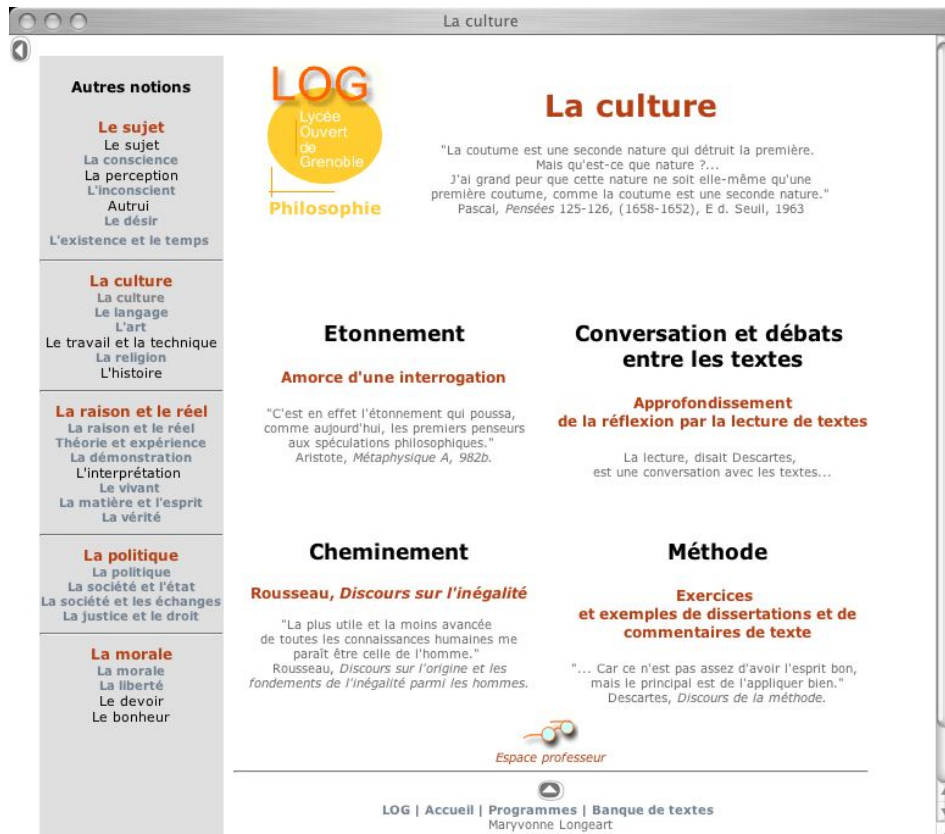 La culture
Autres notions
Le sujet
Le sujet
La conscience
La perception
L'inconscient
Autrui
Le désir
L'existence et le temps
La culture
La culture
Le langage
L'art
Le travail et la technique
La religion
L'histoire
La raison et le réel
La raison et le réel
Théorie et expérience
La démonstration
L'interprétation
Le vivant
La matière et l'esprit
La vérité
La politique
La politique
La société et l'état
La société et les échanges
La justice et le droit
La morale
La morale
La liberté
Le devoir
Le bonheur
LOG
Lycée
Ouvert
de
Grenoble
Philosophie
La culture
"La coutume est une seconde nature qui détruit la première.
Mais qu'est-ce que nature ?...
J'ai grand peur que cette nature ne soit elle-même qu'une
première coutume, comme la coutume est une seconde nature."
Pascal, Pensées 125-126, (1658-1652), E d. Seuil, 1963
Etonnement
Amorce d'une interrogation
"C'est en effet l'étonnement qui poussa,
comme aujourd'hui, les premiers penseurs
aux spéculations philosophiques."
Aristote, Métaphysique A, 982b.
Conversation et débats
entre les textes
Approfondissement
de la réflexion par la lecture de textes
La lecture, disait Descartes,
est une conversation avec les textes...
Cheminement
Rousseau, Discours sur l'inégalité
"La plus utile et la moins avancée
de toutes les connaissances humaines me
paraît être celle de l'homme."
Rousseau, Discours sur l'origine et les
fondements de l'inégalité parmi les hommes.
Méthode
Exercices
et exemples de dissertations et de
commentaires de texte
"... Car ce n'est pas assez d'avoir l'esprit bon,
mais le principal est de l'appliquer bien."
Descartes, Discours de la méthode.
Espace professeur
LOG | Accueil | Programmes | Banque de textes
Maryvonne Longeart